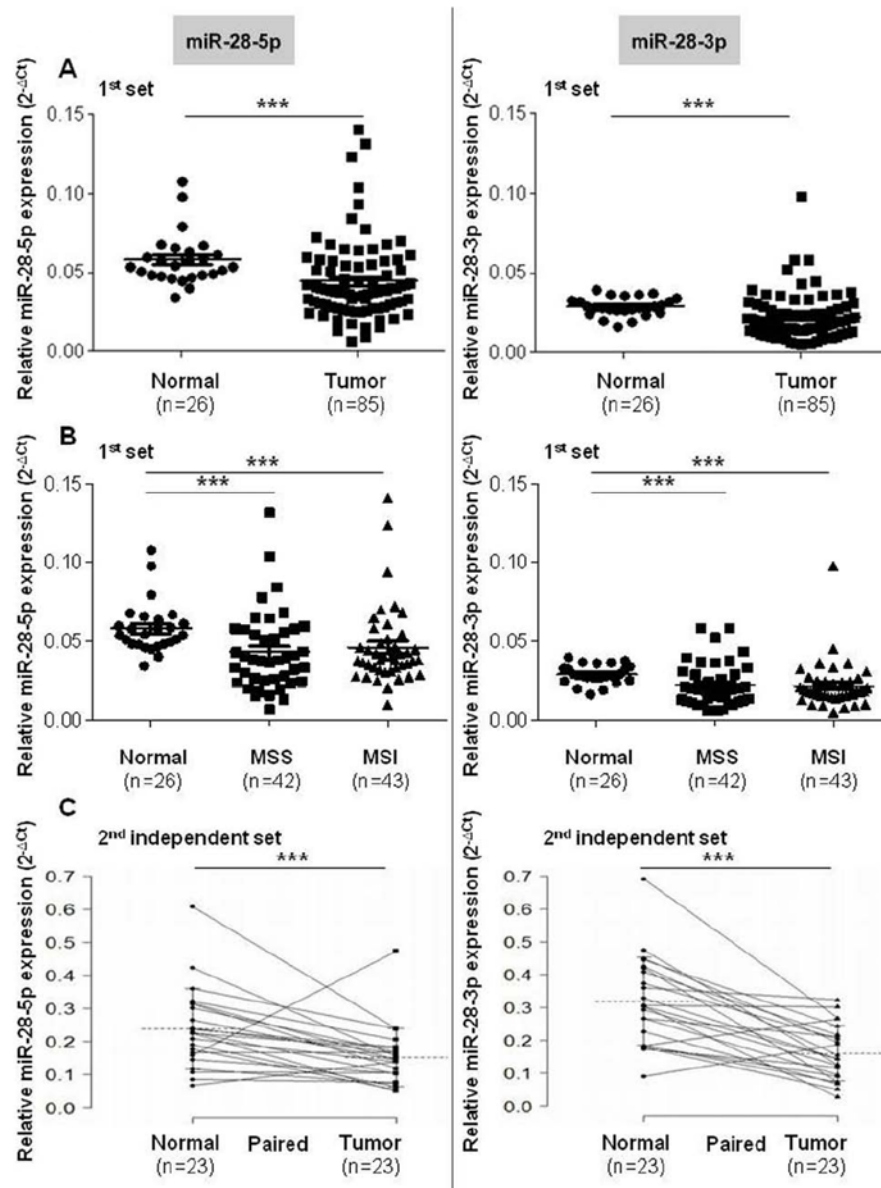 miR-28-5p
miR-28-3p
A
1st set
***
Relative miR-28-5p expression (2-ΔCt)
0.15
0.10
0.05
0.00
Normal
(n=26)
Tumor
(n=85)
1st set
***
Relative miR-28-3p expression (2-ΔCt)
0.15
0.10
0.05
0.00
Normal
(n=26)
Tumor
(n=85)
B
1st set
***
***
Relative miR-28-5p expression (2-ΔCt)
0.15
0.10
0.05
0.00
Normal
(n=26)
MSS
(n=42)
MSI
(n=43)
1st set
***
***
Relative miR-28-3p expression (2-ΔCt)
0.15
0.10
0.05
0.00
Normal
(n=26)
MSS
(n=42)
MSI
(n=43)
C
2nd independent set
***
Relative miR-28-5p expression (2-ΔCt)
0.7
0.6
0.5
0.4
0.3
0.2
0.1
0.0
Normal
(n=23)
Paired
Tumor
(n=23)
2nd independent set
***
Relative miR-28-3p expression (2-ΔCt)
0.7
0.6
0.5
0.4
0.3
0.2
0.1
0.0
Normal
(n=23)
Paired
Tumor
(n=23)